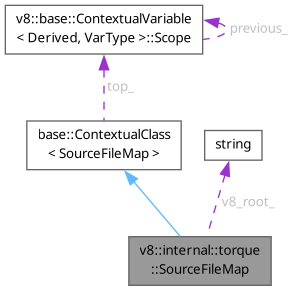 v8::base::ContextualVariable
< Derived, VarType >::Scope
previous_
top_
base::ContextualClass
< SourceFileMap >
string
v8_root_
v8::internal::torque
::SourceFileMap